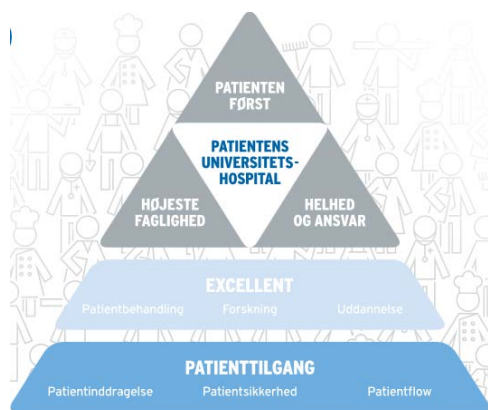 PATIENTEN
FØRST
PATIENTENS
UNIVERSITETS-
HOSPITAL
HØJESTE
FAGLIGHED
HELHED
OG ANSVAR
EXCELLENT
Patientbehandling Forskning Uddannelse
PATIENTTILGANG
Patientinddragelse Patientsikkerhed Patientflow